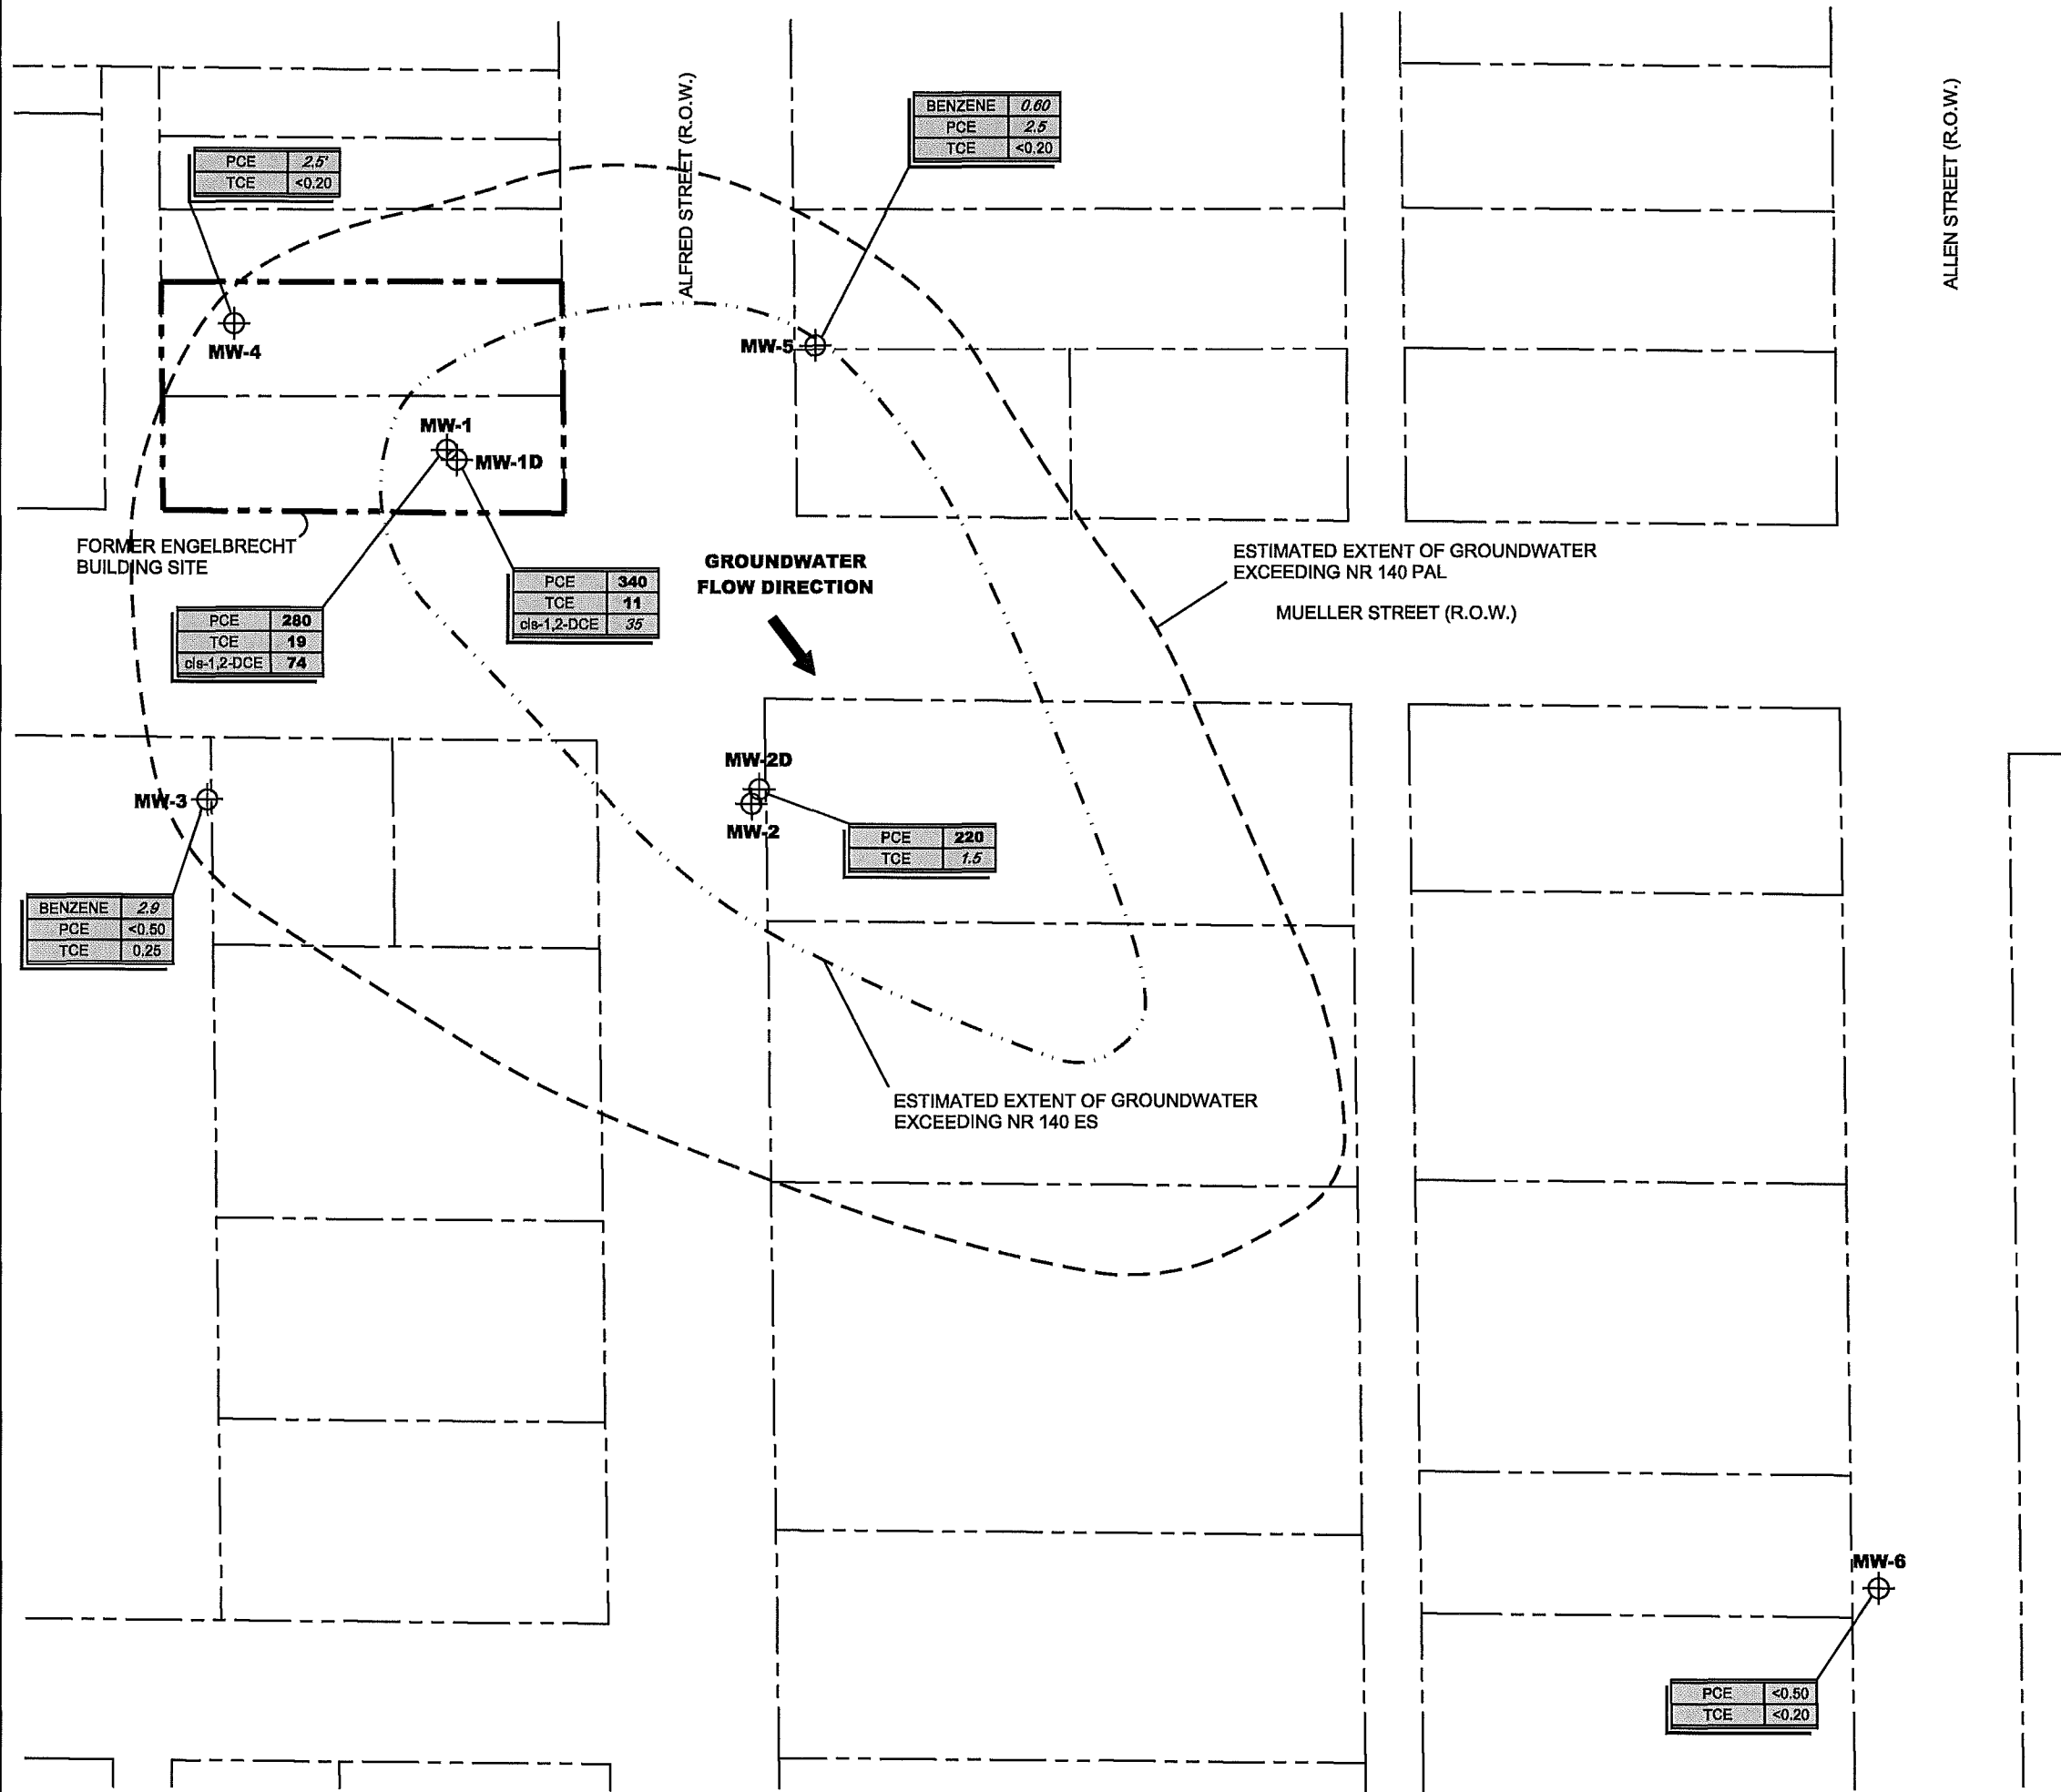 ALFRED STREET (R.O.W.)
ALLEN STREET (R.O.W.)
BENZENE 0.60
PCE 2.5
TCE <0.20
PCE 2.5'
TCE <0.20
MW-4
MW-5
MW-1
MW-1D
FORMER ENGELBRECHT
BUILDING SITE
GROUNDWATER
FLOW DIRECTION
ESTIMATED EXTENT OF GROUNDWATER
EXCEEDING NR 140 PAL
MUELLER STREET (R.O.W.)
PCE 340
TCE 11
cis-1,2-DCE 35
PCE 280
TCE 19
cis-1,2-DCE 74
MW-2D
MW-2
MW-3
PCE 220
TCE 1.5
BENZENE 2.9
PCE <0.50
TCE 0.25
ESTIMATED EXTENT OF GROUNDWATER
EXCEEDING NR 140 ES
MW-6
PCE <0.50
TCE <0.20